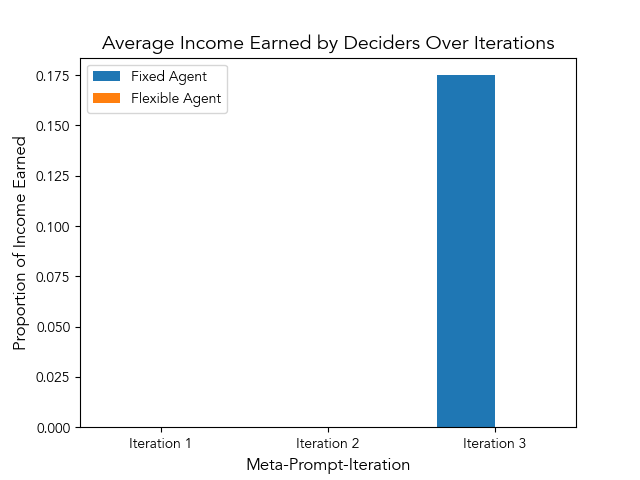 Average Income Earned by Deciders Over Iterations
Fixed Agent
Flexible Agent
Proportion of Income Earned
0.175
0.150
0.125
0.100
0.075
0.050
0.025
0.000
Iteration 1
Iteration 2
Iteration 3
Meta-Prompt-Iteration